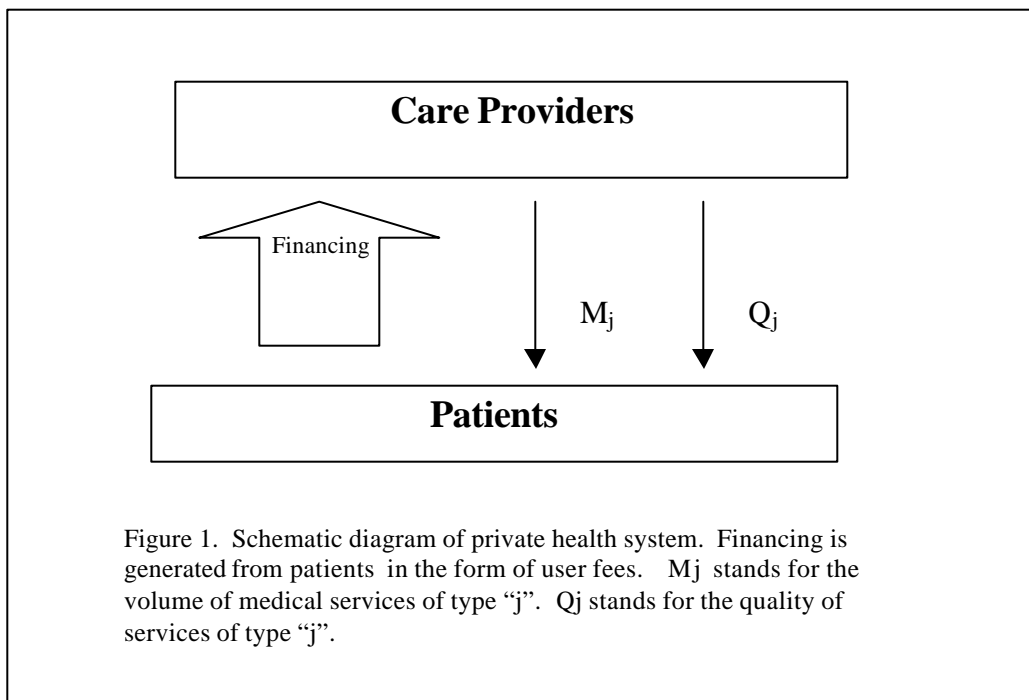 Care Providers
Financing
Mj
Qj
Patients
Figure 1. Schematic diagram of private health system. Financing is
generated from patients in the form of user fees. Mj stands for the
volume of medical services of type “j”. Qj stands for the quality of
services of type “j”.